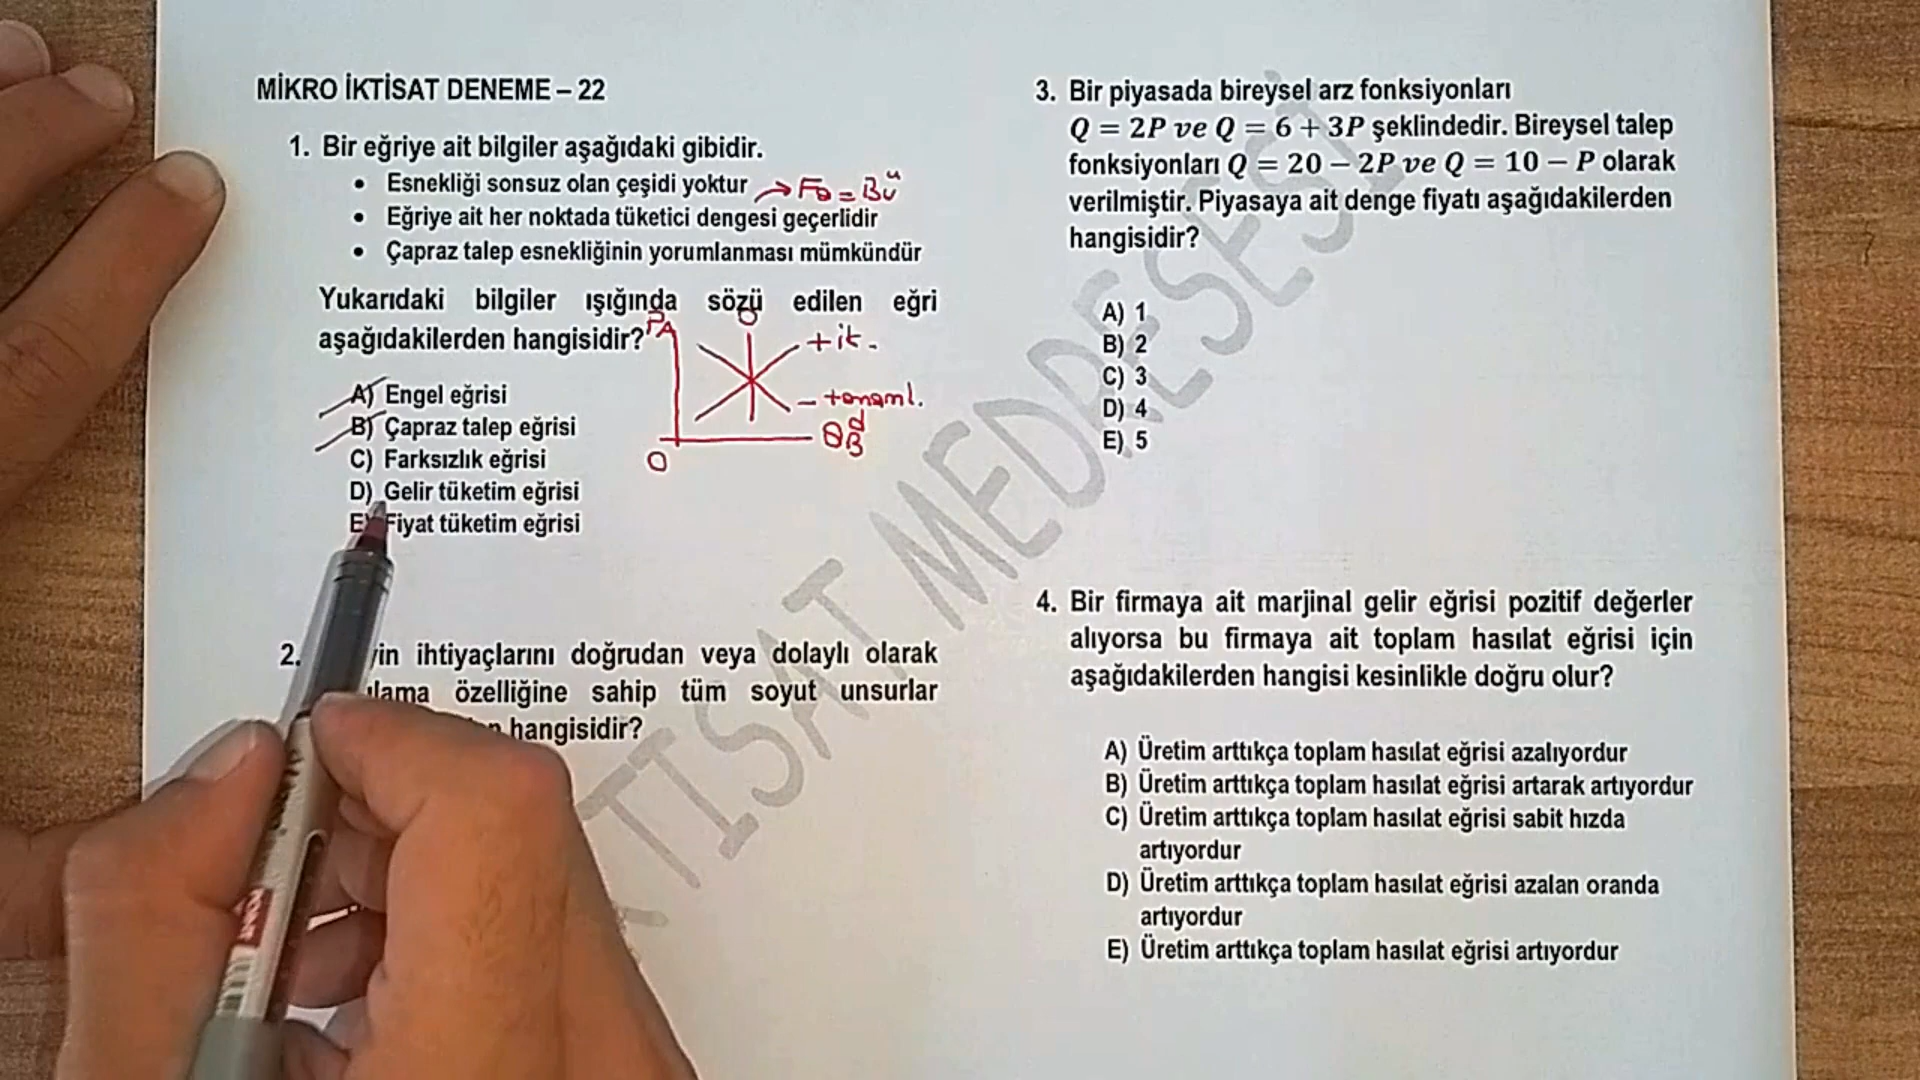 MİKRO İKTİSAT DENEME – 22
1. Bir eğriye ait bilgiler aşağıdaki gibidir.
• Esnekliği sonsuz olan çeşidi yoktur
• Eğriye ait her noktada tüketici dengesi geçerlidir
• Çapraz talep esnekliğinin yorumlanması mümkündür
Yukarıdaki bilgiler ışığında sözü edilen eğri
aşağıdakilerden hangisidir?
PA
O
+ it.
- tamaml.
O
A) Engel eğrisi
B) Çapraz talep eğrisi
C) Farksızlık eğrisi
D) Gelir tüketim eğrisi
E) Fiyat tüketim eğrisi
2. ihtiyaçlarını doğrudan veya dolaylı olarak
özelliğine sahip tüm soyut unsurlar
hangisidir?
3. Bir piyasada bireysel arz fonksiyonları
Q = 2P ve Q = 6 + 3P şeklindedir. Bireysel talep
fonksiyonları Q = 20 − 2P ve Q = 10 − P olarak
verilmiştir. Piyasaya ait denge fiyatı aşağıdakilerden
hangisidir?
A) 1
B) 2
C) 3
D) 4
E) 5
4. Bir firmaya ait marjinal gelir eğrisi pozitif değerler
alıyorsa bu firmaya ait toplam hasılat eğrisi için
aşağıdakilerden hangisi kesinlikle doğru olur?
A) Üretim arttıkça toplam hasılat eğrisi azalıyordur
B) Üretim arttıkça toplam hasılat eğrisi artarak artıyordur
C) Üretim arttıkça toplam hasılat eğrisi sabit hızda
artıyordur
D) Üretim arttıkça toplam hasılat eğrisi azalan oranda
artıyordur
E) Üretim arttıkça toplam hasılat eğrisi artıyordur
MEDRESESİ